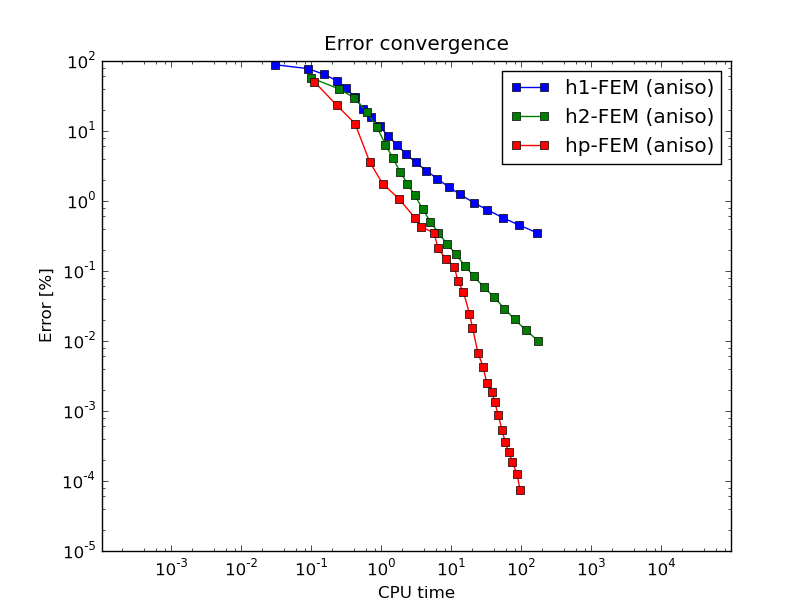 Error convergence
h1-FEM (aniso)
h2-FEM (aniso)
hp-FEM (aniso)
Error [%]
10^2
10^1
10^0
10^-1
10^-2
10^-3
10^-4
10^-5
10^-3 10^-2 10^-1 10^0 10^1 10^2 10^3 10^4
CPU time